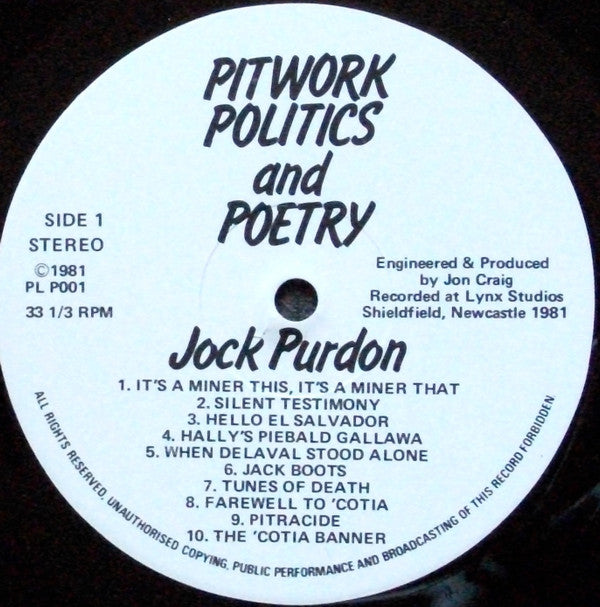 PITWORK
POLITICS
and
POETRY
SIDE 1
STEREO
©1981
PL P001
33 1/3 RPM
Engineered & Produced
by Jon Craig
Recorded at Lynx Studios
Shieldfield, Newcastle 1981
Jock Purdon
1. IT'S A MINER THIS, IT'S A MINER THAT
2. SILENT TESTIMONY
3. HELLO EL SALVADOR
4. HALLY'S PIEBALD GALLAWA
5. WHEN DELAVAL STOOD ALONE
6. JACK BOOTS
7. TUNES OF DEATH
8. FAREWELL TO 'COTIA
9. PITRACIDE
10. THE 'COTIA BANNER
ALL RIGHTS RESERVED. UNAUTHORISED COPYING, PUBLIC PERFORMANCE AND BROADCASTING OF THIS RECORD FORBIDDEN